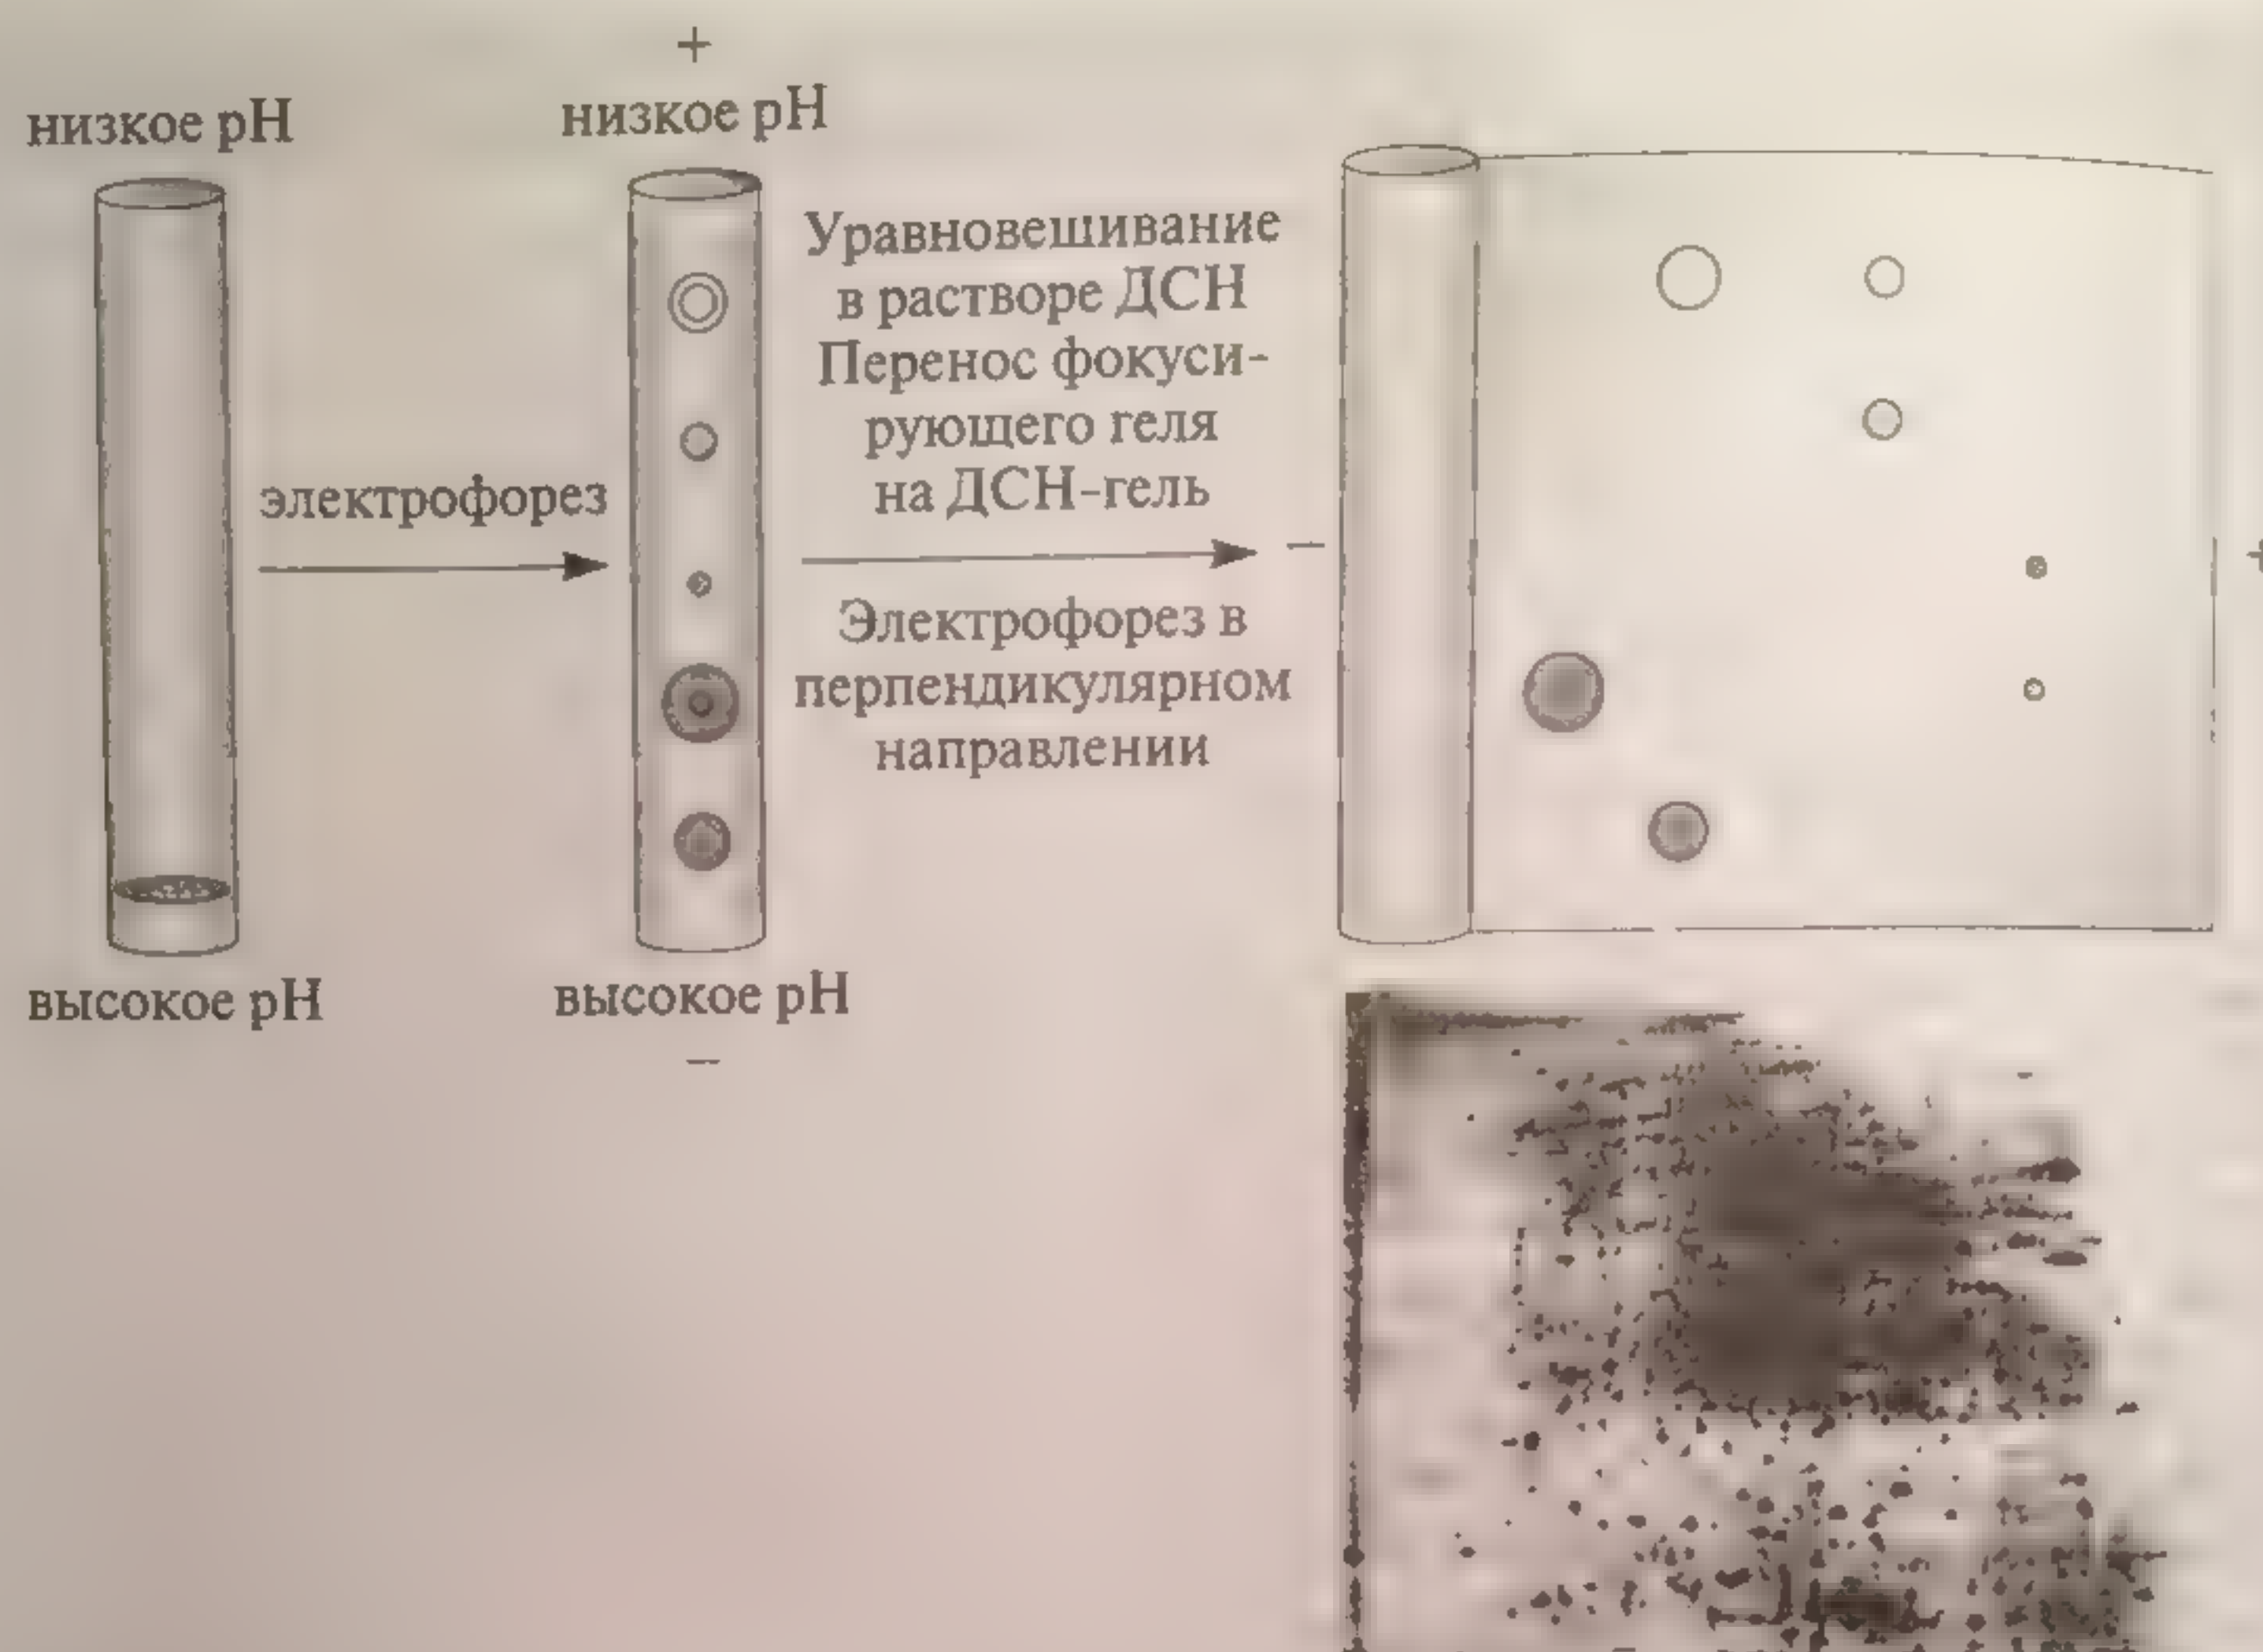 +
низкое pH
низкое pH
электрофорез
Уравновешивание
в растворе ДСН
Перенос фокуси-
рующего геля
на ДСН-гель
−
+
Электрофорез в
перпендикулярном
направлении
высокое pH
высокое pH
−